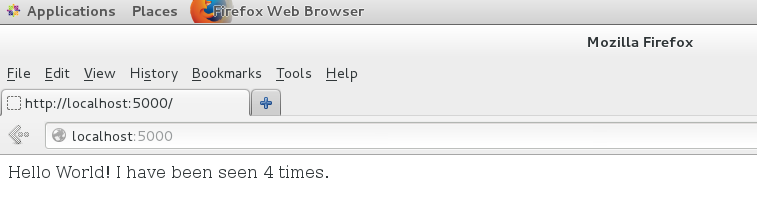 Applications Places Firefox Web Browser
Mozilla Firefox
File Edit View History Bookmarks Tools Help
http://localhost:5000/
localhost:5000
Hello World! I have been seen 4 times.